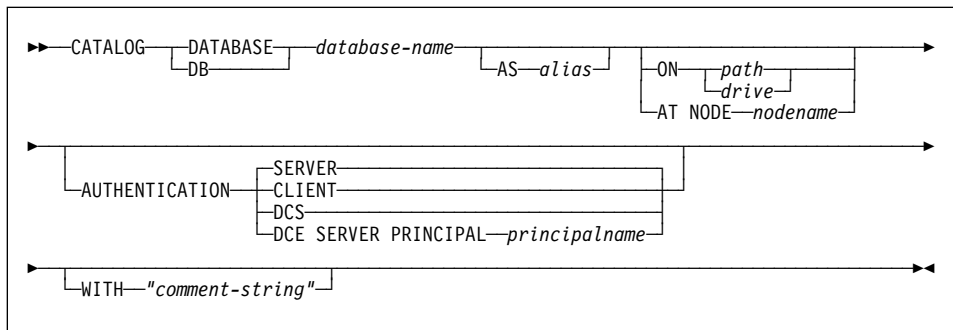 CATALOG DATABASE database-name
DB AS alias ON path
drive
AT NODE nodename
SERVER
AUTHENTICATION CLIENT
DCS
DCE SERVER PRINCIPAL principalname
WITH "comment-string"